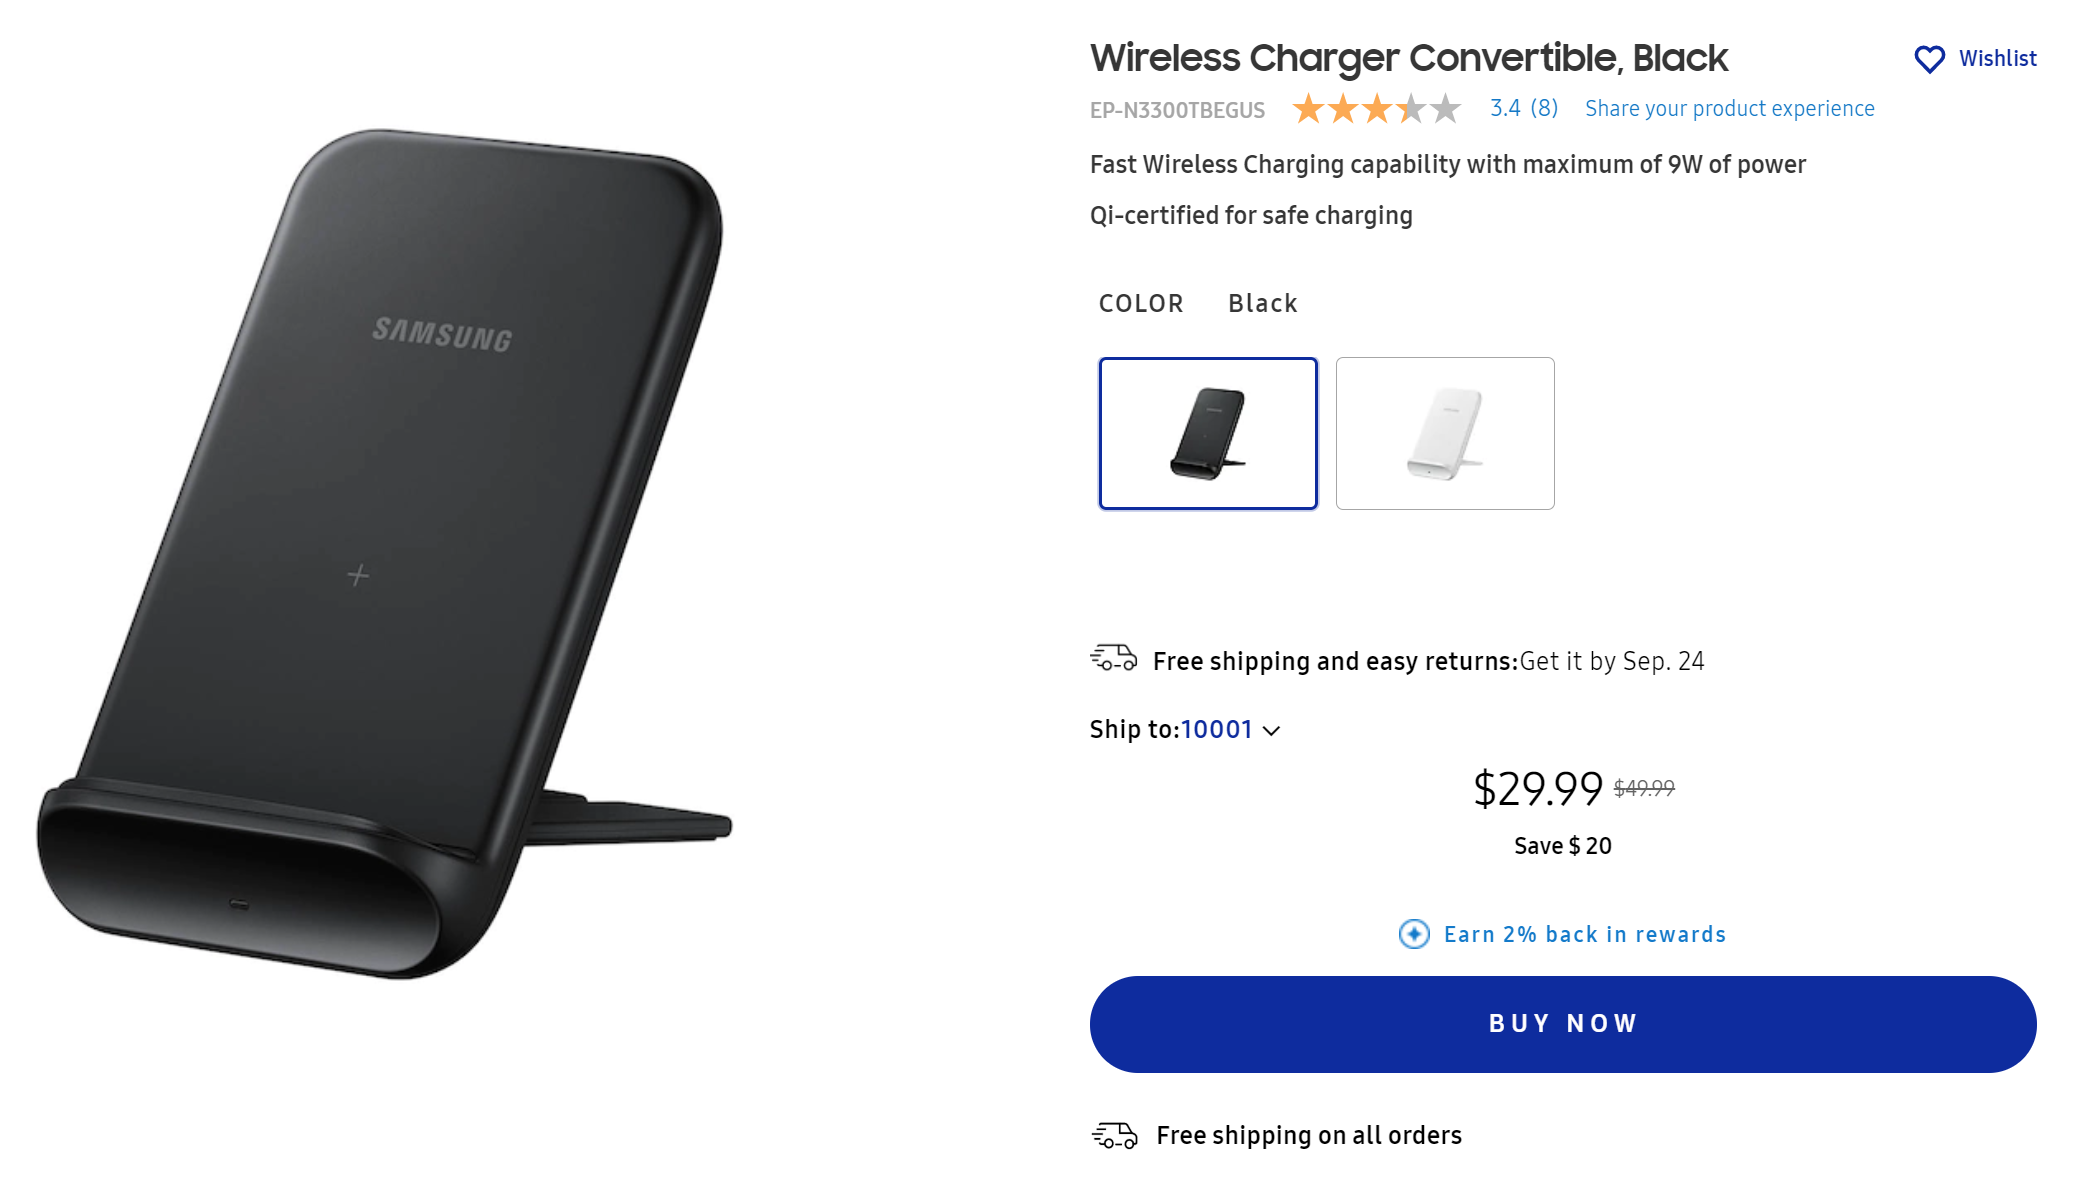 SAMSUNG
Wireless Charger Convertible, Black
Wishlist
EP-N3300TBEGUS 3.4 (8) Share your product experience
Fast Wireless Charging capability with maximum of 9W of power
Qi-certified for safe charging
COLOR Black
Free shipping and easy returns:Get it by Sep. 24
Ship to:10001
$29.99 $49.99
Save $ 20
Earn 2% back in rewards
BUY NOW
Free shipping on all orders